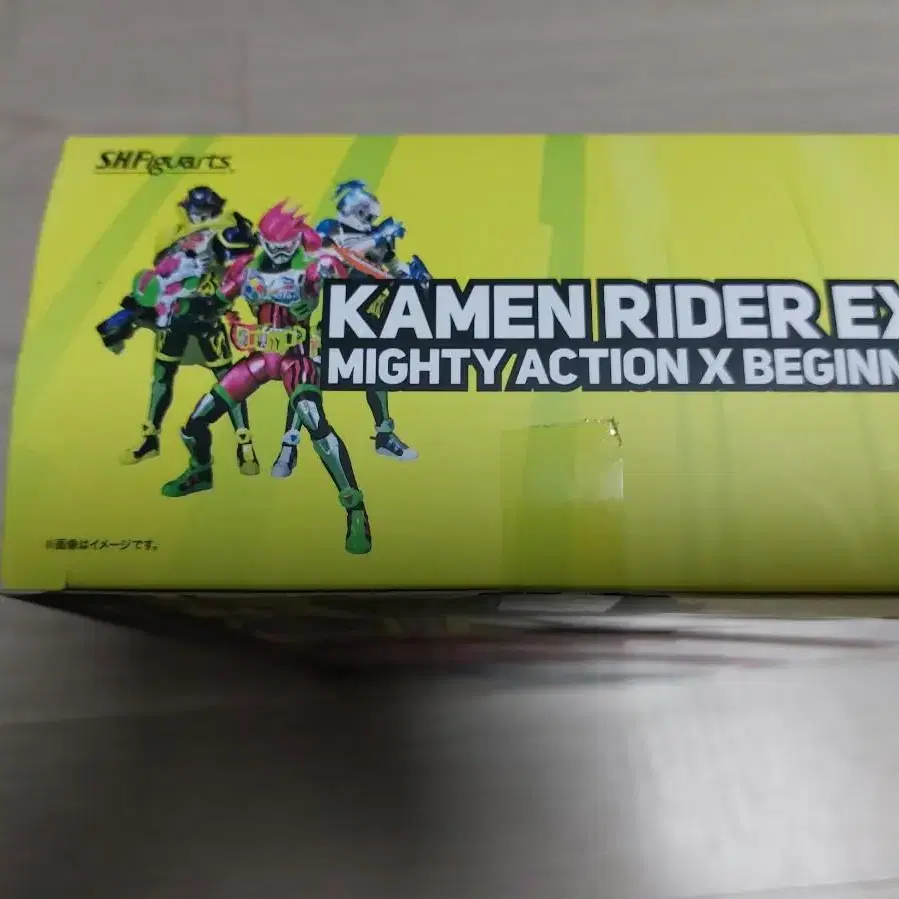 S.H.Figuarts
KAMEN RIDER EX
MIGHTY ACTION X BEGINN
※画像はイメージです。